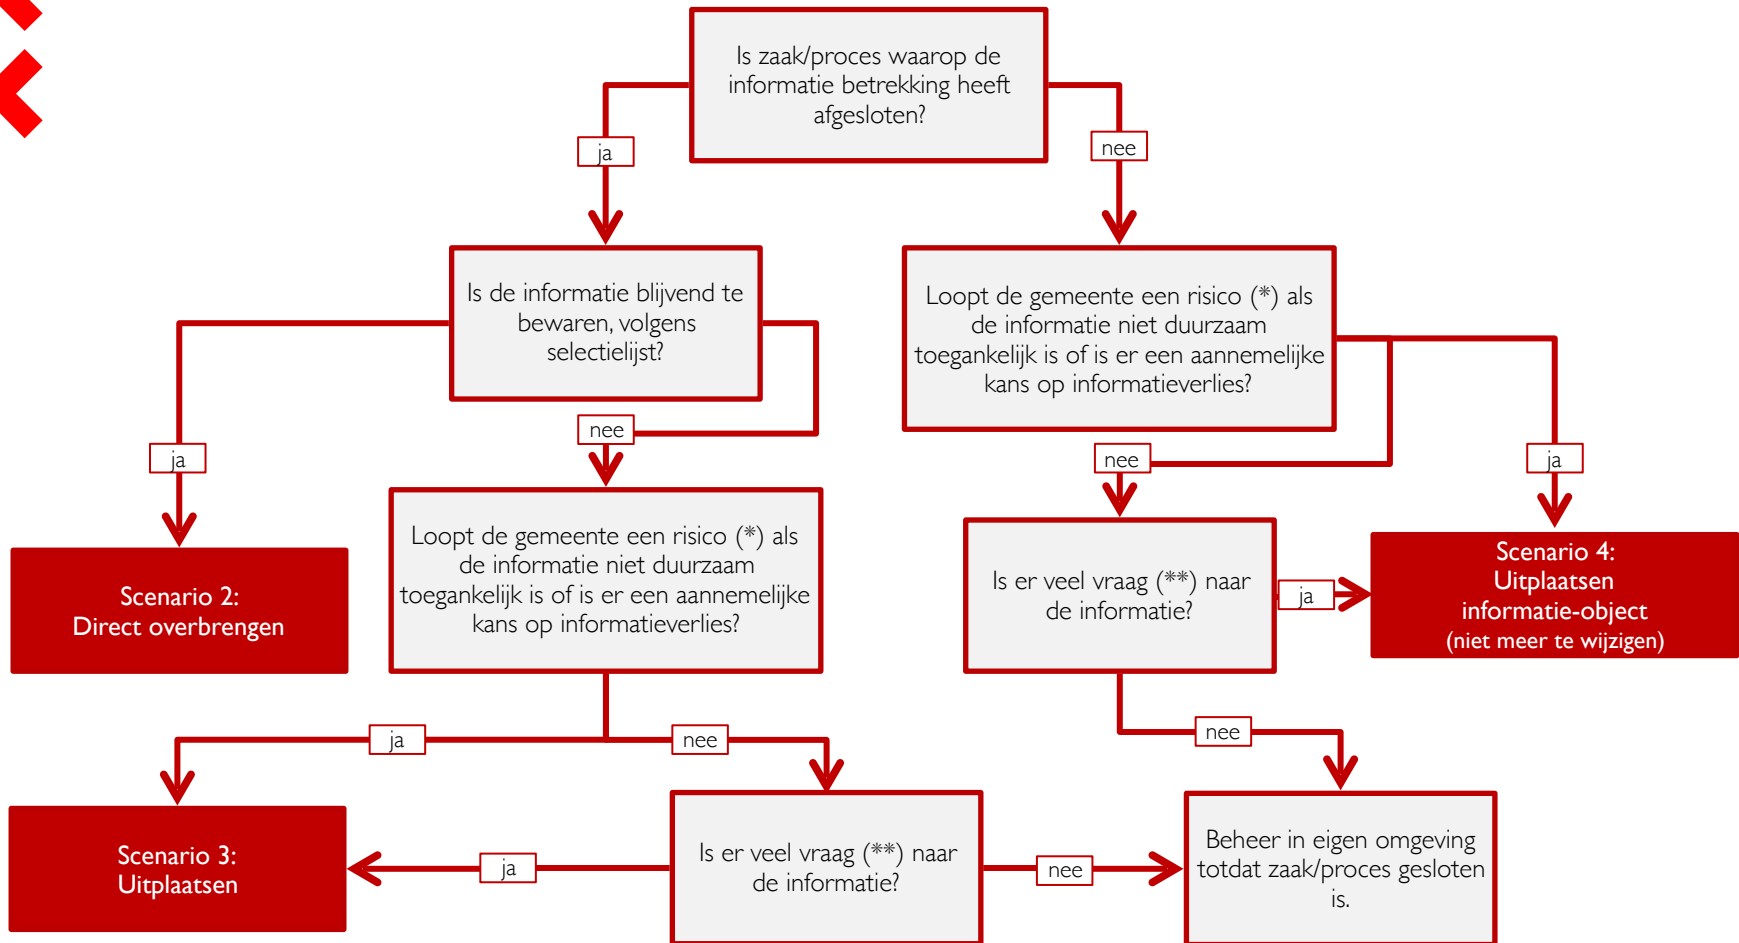 Is zaak/proces waarop de
informatie betrekking heeft
afgesloten?
ja
nee
Is de informatie blijvend te
bewaren, volgens
selectielijst?
Loopt de gemeente een risico (*) als
de informatie niet duurzaam
toegankelijk is of is er een aannemelijke
kans op informatieverlies?
ja
nee
nee
ja
Scenario 2:
Direct overbrengen
Loopt de gemeente een risico (*) als
de informatie niet duurzaam
toegankelijk is of is er een aannemelijke
kans op informatieverlies?
Is er veel vraag (**) naar
de informatie?
ja
Scenario 4:
Uitplaatsen
informatie-object
(niet meer te wijzigen)
ja
nee
nee
Scenario 3:
Uitplaatsen
ja
Is er veel vraag (**) naar
de informatie?
nee
Beheer in eigen omgeving
totdat zaak/proces gesloten
is.